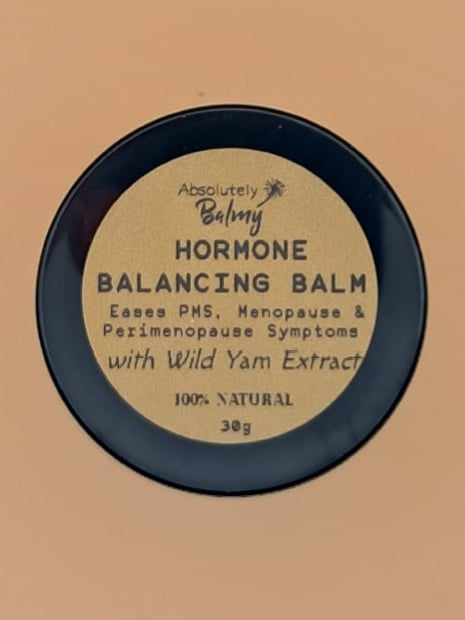 Absolutely
Balmy
HORMONE
BALANCING BALM
Eases PMS, Menopause &
Perimenopause Symptoms
with Wild Yam Extract
100% NATURAL
30g